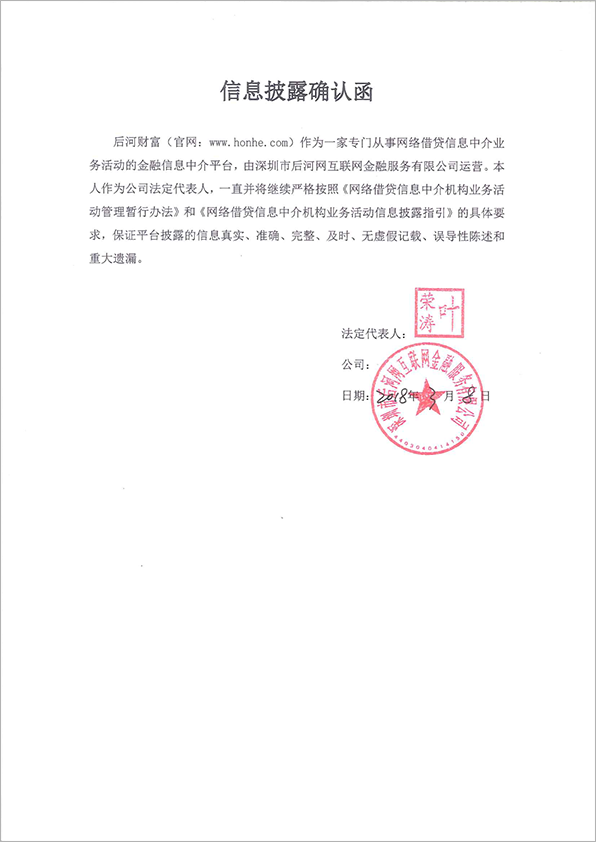 信息披露确认函
后河财富（官网：www.honhe.com）作为一家专门从事网络借贷信息中介业
务活动的金融信息中介平台，由深圳市后河网互联网金融服务有限公司运营。本
人作为公司法定代表人，一直并将继续严格按照《网络借贷信息中介机构业务活
动管理暂行办法》和《网络借贷信息中介机构业务活动信息披露指引》的具体要
求，保证平台披露的信息真实、准确、完整、及时、无虚假记载、误导性陈述和
重大遗漏。
叶荣涛
法定代表人：
公司：
深圳市后河网互联网金融服务有限公司
日期：2018年3月8日
4403040414150